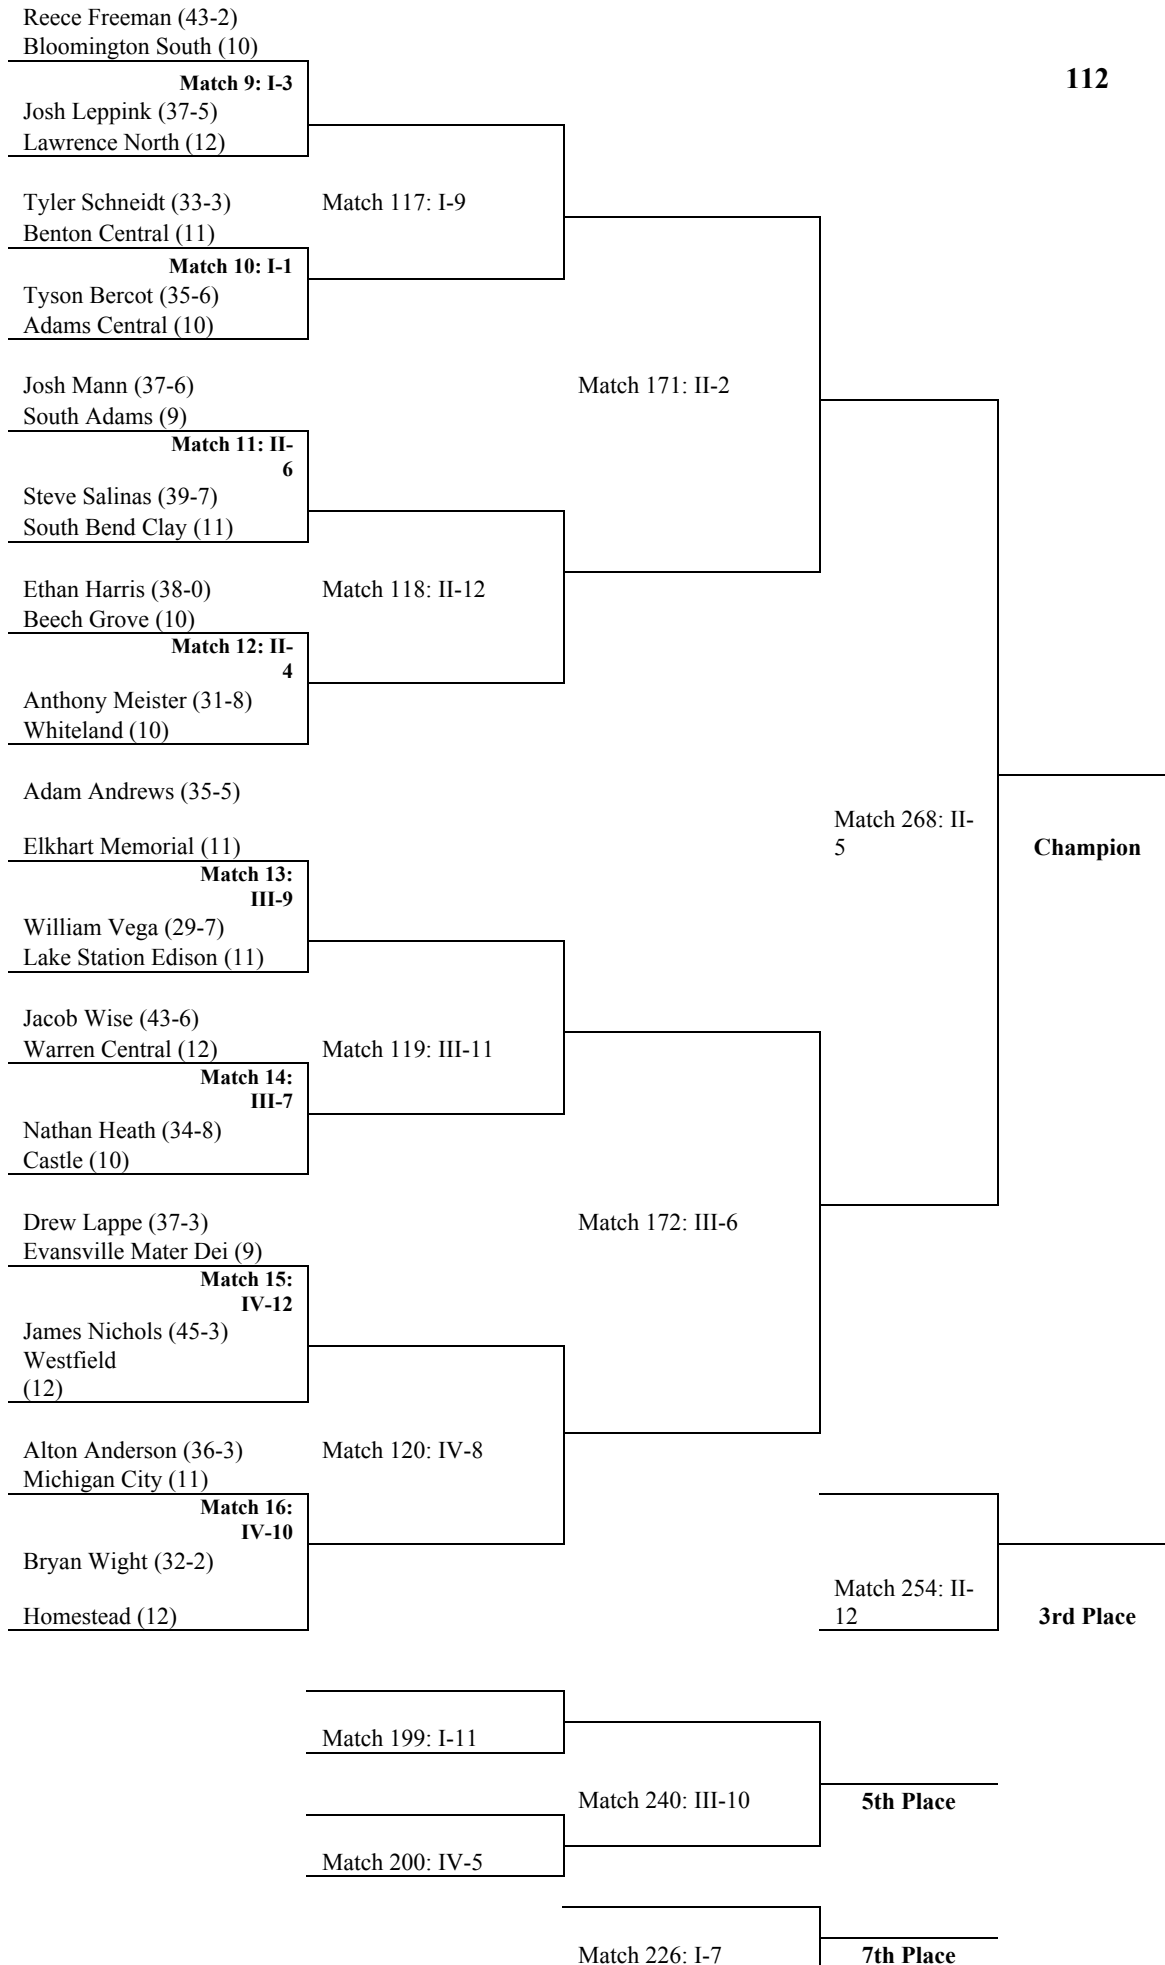 Reece Freeman (43-2)
Bloomington South (10)
Match 9: I-3
112
Josh Leppink (37-5)
Lawrence North (12)
Tyler Schneidt (33-3)
Match 117: I-9
Benton Central (11)
Match 10: I-1
Tyson Bercot (35-6)
Adams Central (10)
Josh Mann (37-6)
Match 171: II-2
South Adams (9)
Match 11: II-
6
Steve Salinas (39-7)
South Bend Clay (11)
Ethan Harris (38-0)
Match 118: II-12
Beech Grove (10)
Match 12: II-
4
Anthony Meister (31-8)
Whiteland (10)
Adam Andrews (35-5)
Match 268: II-
5
Elkhart Memorial (11)
Champion
Match 13:
III-9
William Vega (29-7)
Lake Station Edison (11)
Jacob Wise (43-6)
Warren Central (12)
Match 119: III-11
Match 14:
III-7
Nathan Heath (34-8)
Castle (10)
Drew Lappe (37-3)
Match 172: III-6
Evansville Mater Dei (9)
Match 15:
IV-12
James Nichols (45-3)
Westfield
(12)
Alton Anderson (36-3)
Match 120: IV-8
Michigan City (11)
Match 16:
IV-10
Bryan Wight (32-2)
Match 254: II-
12
Homestead (12)
3rd Place
Match 199: I-11
Match 240: III-10
5th Place
Match 200: IV-5
Match 226: I-7
7th Place